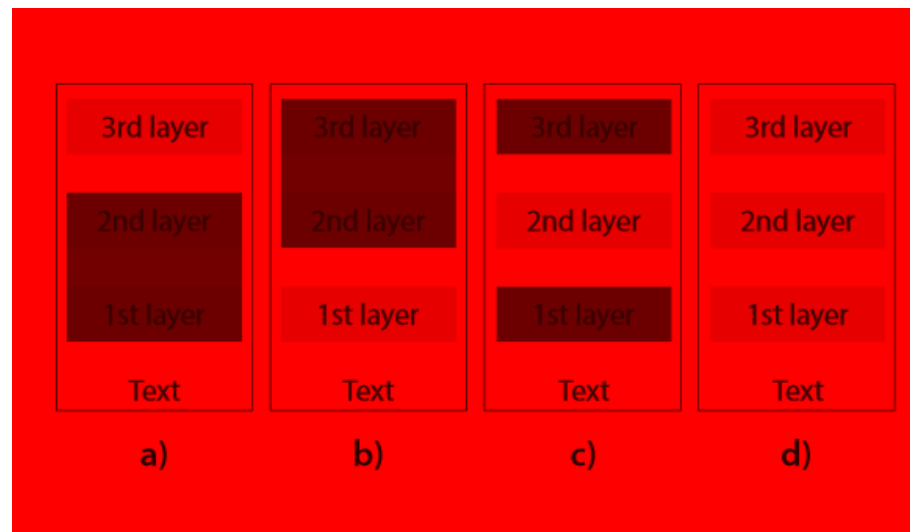 3rd layer 3rd layer 3rd layer 3rd layer
2nd layer 2nd layer 2nd layer 2nd layer
1st layer 1st layer 1st layer 1st layer
Text Text Text Text
a) b) c) d)